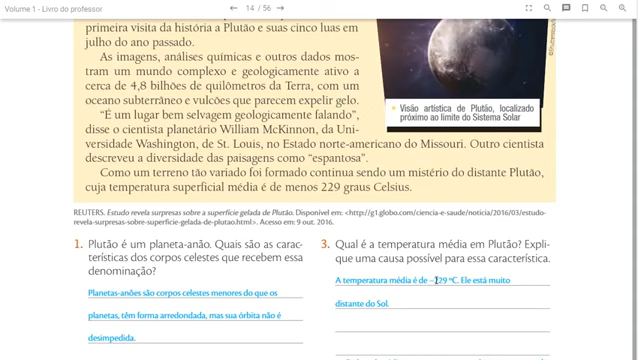 Volume 1 - Livro do professor
14 / 56
primeira visita da história a Plutão e suas cinco luas em
julho do ano passado.
As imagens, análises químicas e outros dados mos-
tram um mundo complexo e geologicamente ativo a
cerca de 4,8 bilhões de quilômetros da Terra, com um
oceano subterrâneo e vulcões que parecem expelir gelo.
“É um lugar bem selvagem geologicamente falando”,
disse o cientista planetário William McKinnon, da Uni-
versidade Washington, de St. Louis, no Estado norte-americano do Missouri. Outro cientista
descreveu a diversidade das paisagens como “espantosa”.
Como um terreno tão variado foi formado continua sendo um mistério do distante Plutão,
cuja temperatura superficial média é de menos 229 graus Celsius.
Visão artística de Plutão, localizado
próximo ao limite do Sistema Solar
REUTERS. Estudo revela surpresas sobre a superfície gelada de Plutão. Disponível em: <http://g1.globo.com/ciencia-e-saude/noticia/2016/03/estudo-
revela-surpresas-sobre-superficie-gelada-de-plutao.html>. Acesso em: 9 out. 2016.
1. Plutão é um planeta-anão. Quais são as carac-
terísticas dos corpos celestes que recebem essa
denominação?
Planetas-anões são corpos celestes menores do que os
planetas, têm forma arredondada, mas sua órbita não é
desimpedida.
3. Qual é a temperatura média em Plutão? Expli-
que uma causa possível para essa característica.
A temperatura média é de –229 ºC. Ele está muito
distante do Sol.